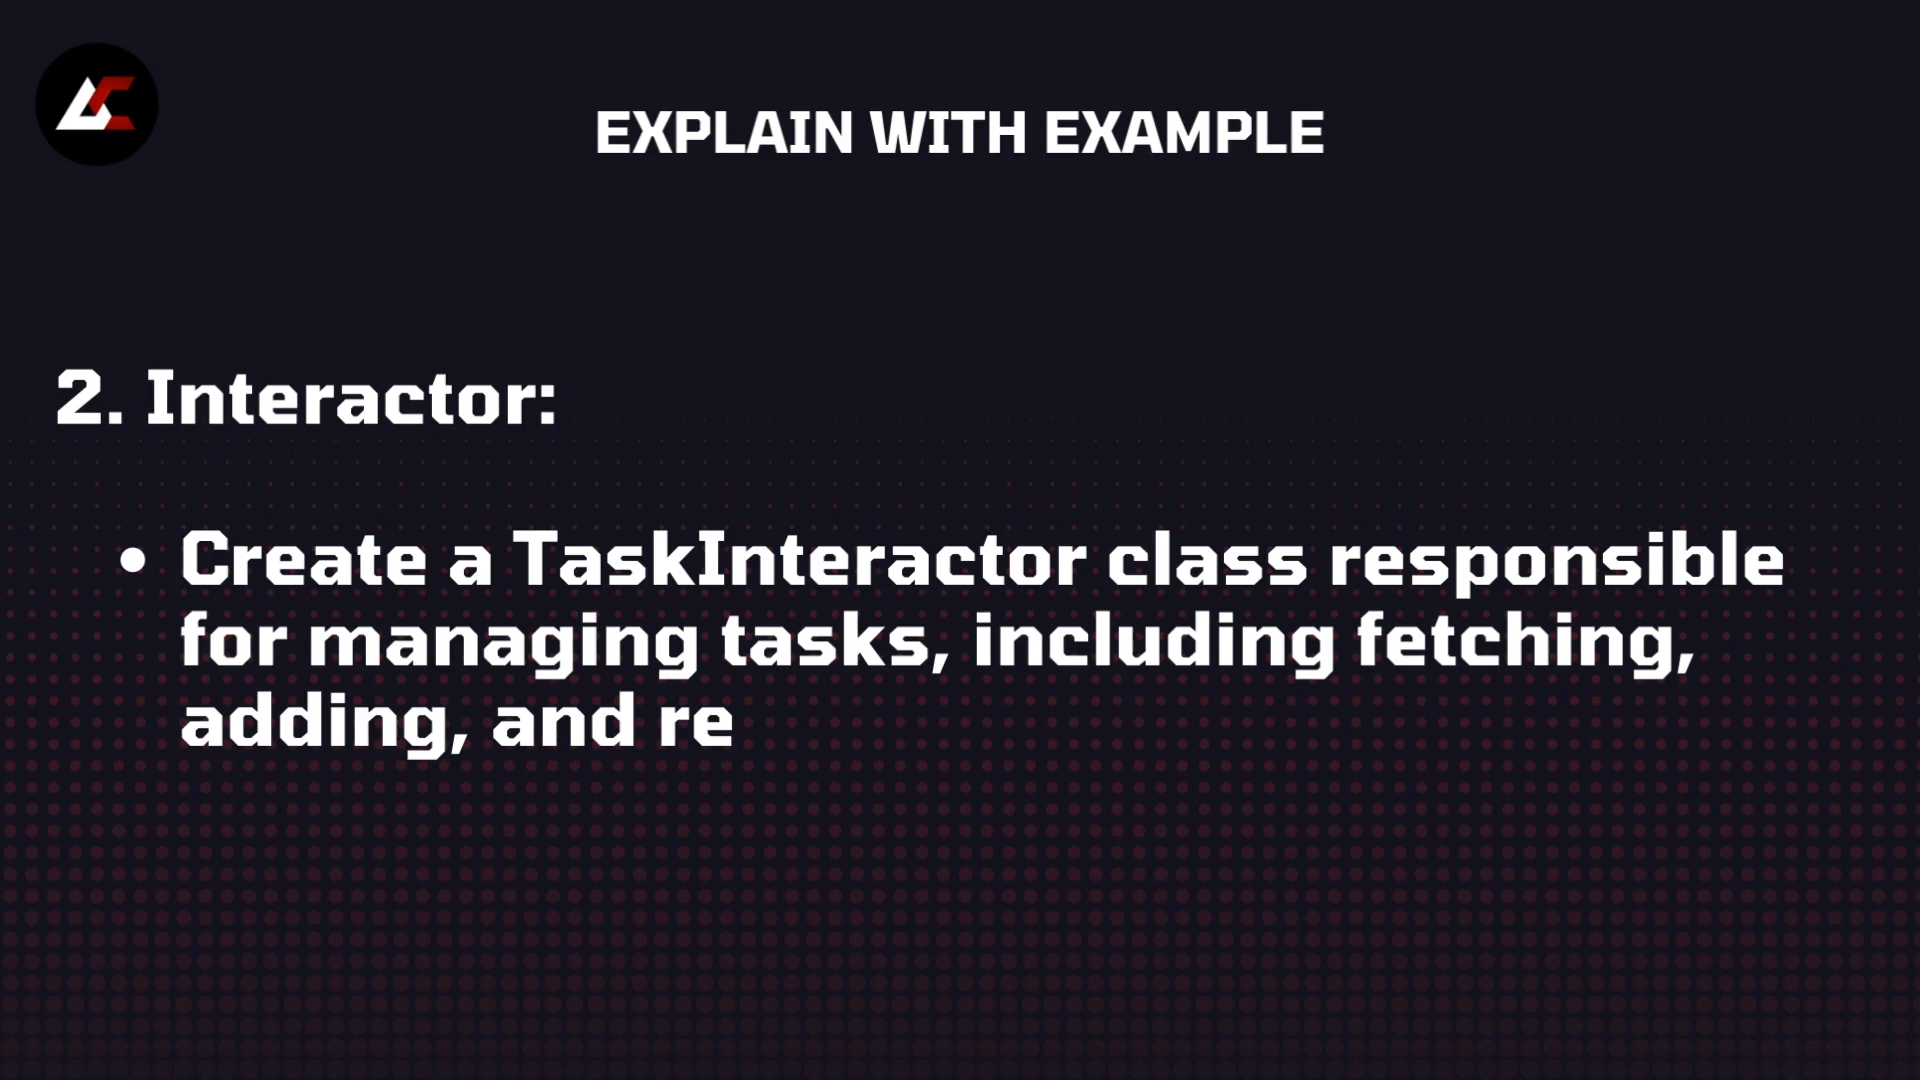 EXPLAIN WITH EXAMPLE
2. Interactor:
• Create a TaskInteractor class responsible
for managing tasks, including fetching,
adding, and re